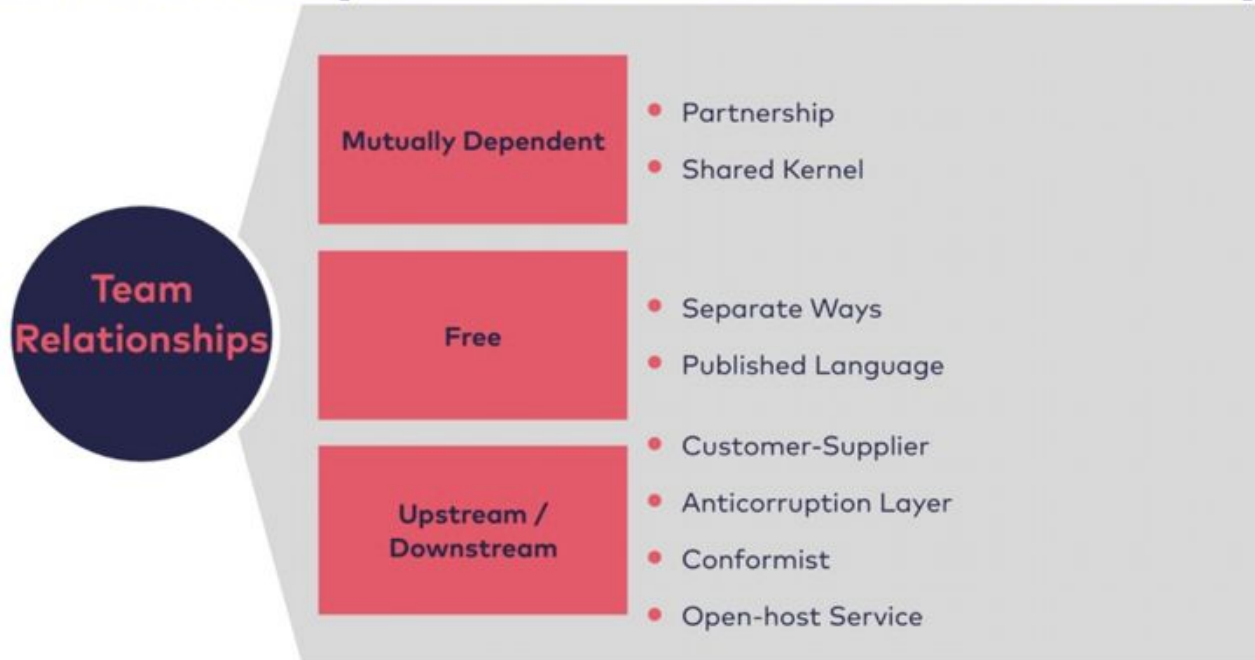 Team
Relationships
Mutually Dependent
Partnership
Shared Kernel
Free
Separate Ways
Published Language
Upstream /
Downstream
Customer-Supplier
Anticorruption Layer
Conformist
Open-host Service